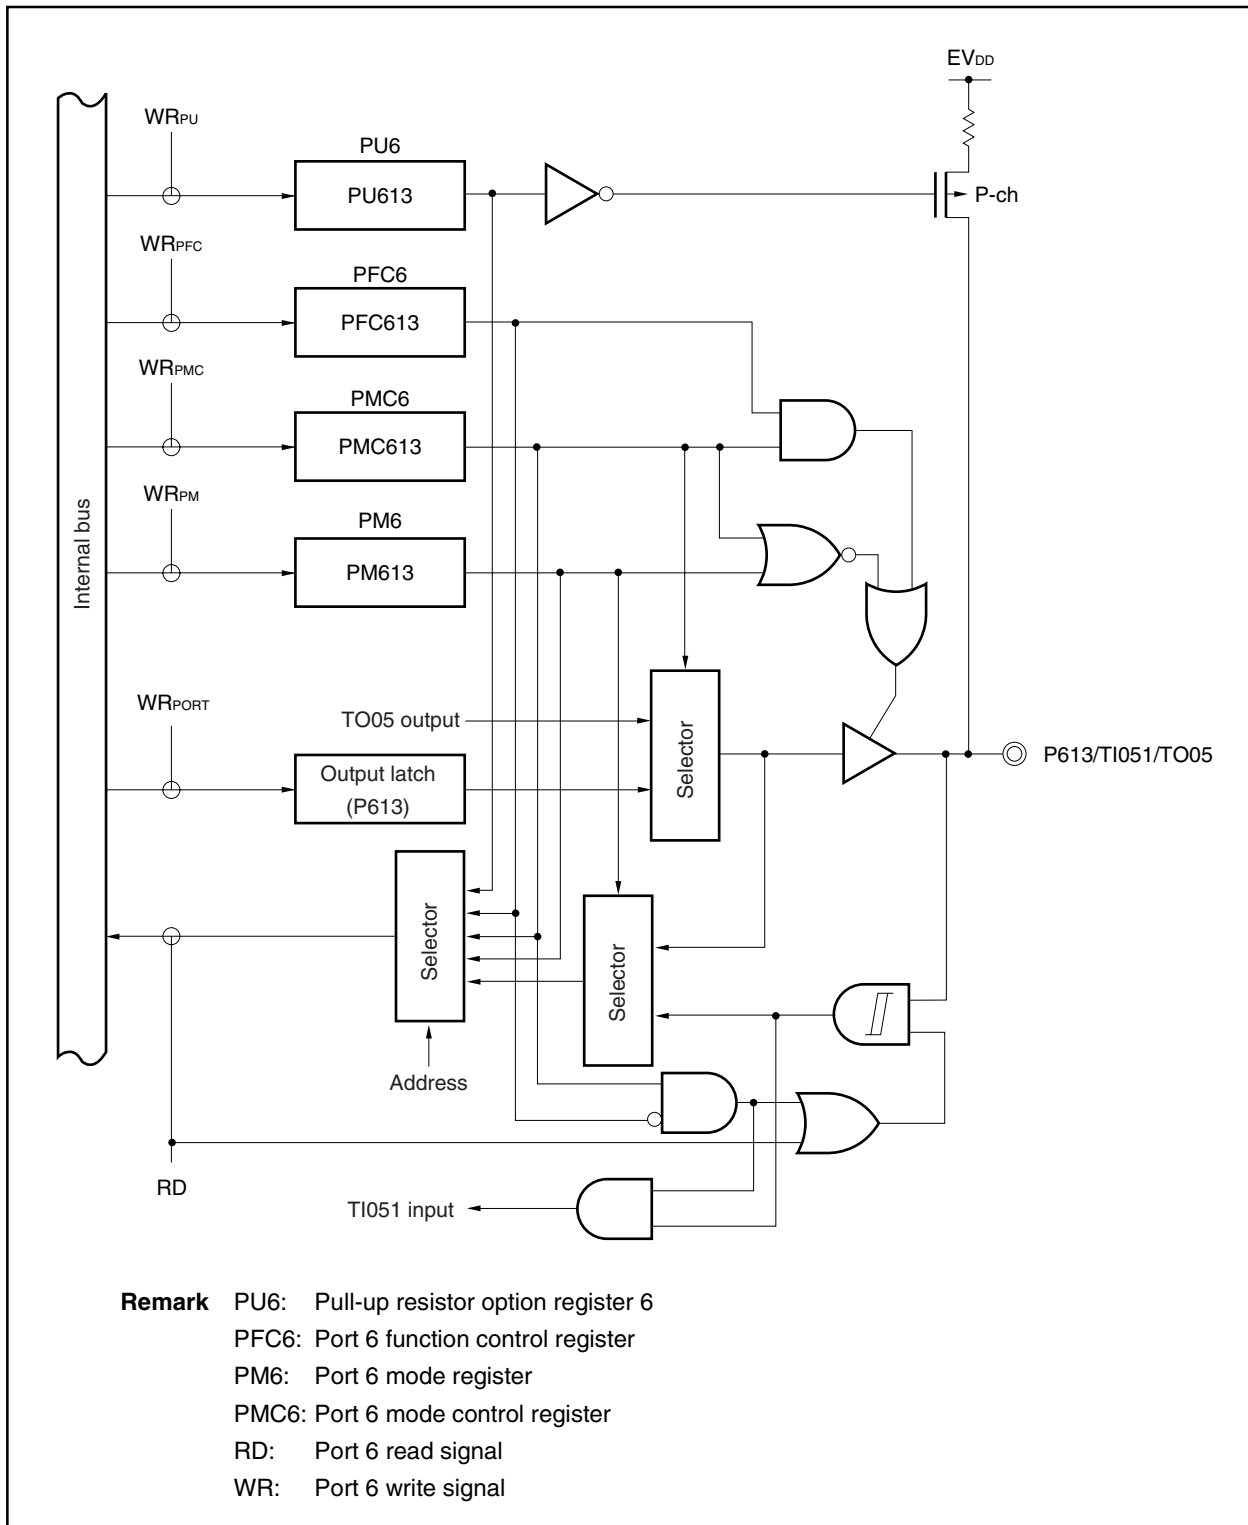 EVDD
WRPU
PU6
PU613
P-ch
WRPFC
PFC6
PFC613
WRPMC
PMC6
PMC613
WRPM
PM6
PM613
Internal bus
WRPORT
TO05 output
Output latch
(P613)
Selector
P613/TI051/TO05
Selector
Selector
Address
RD
TI051 input
Remark PU6: Pull-up resistor option register 6
PFC6: Port 6 function control register
PM6: Port 6 mode register
PMC6: Port 6 mode control register
RD: Port 6 read signal
WR: Port 6 write signal